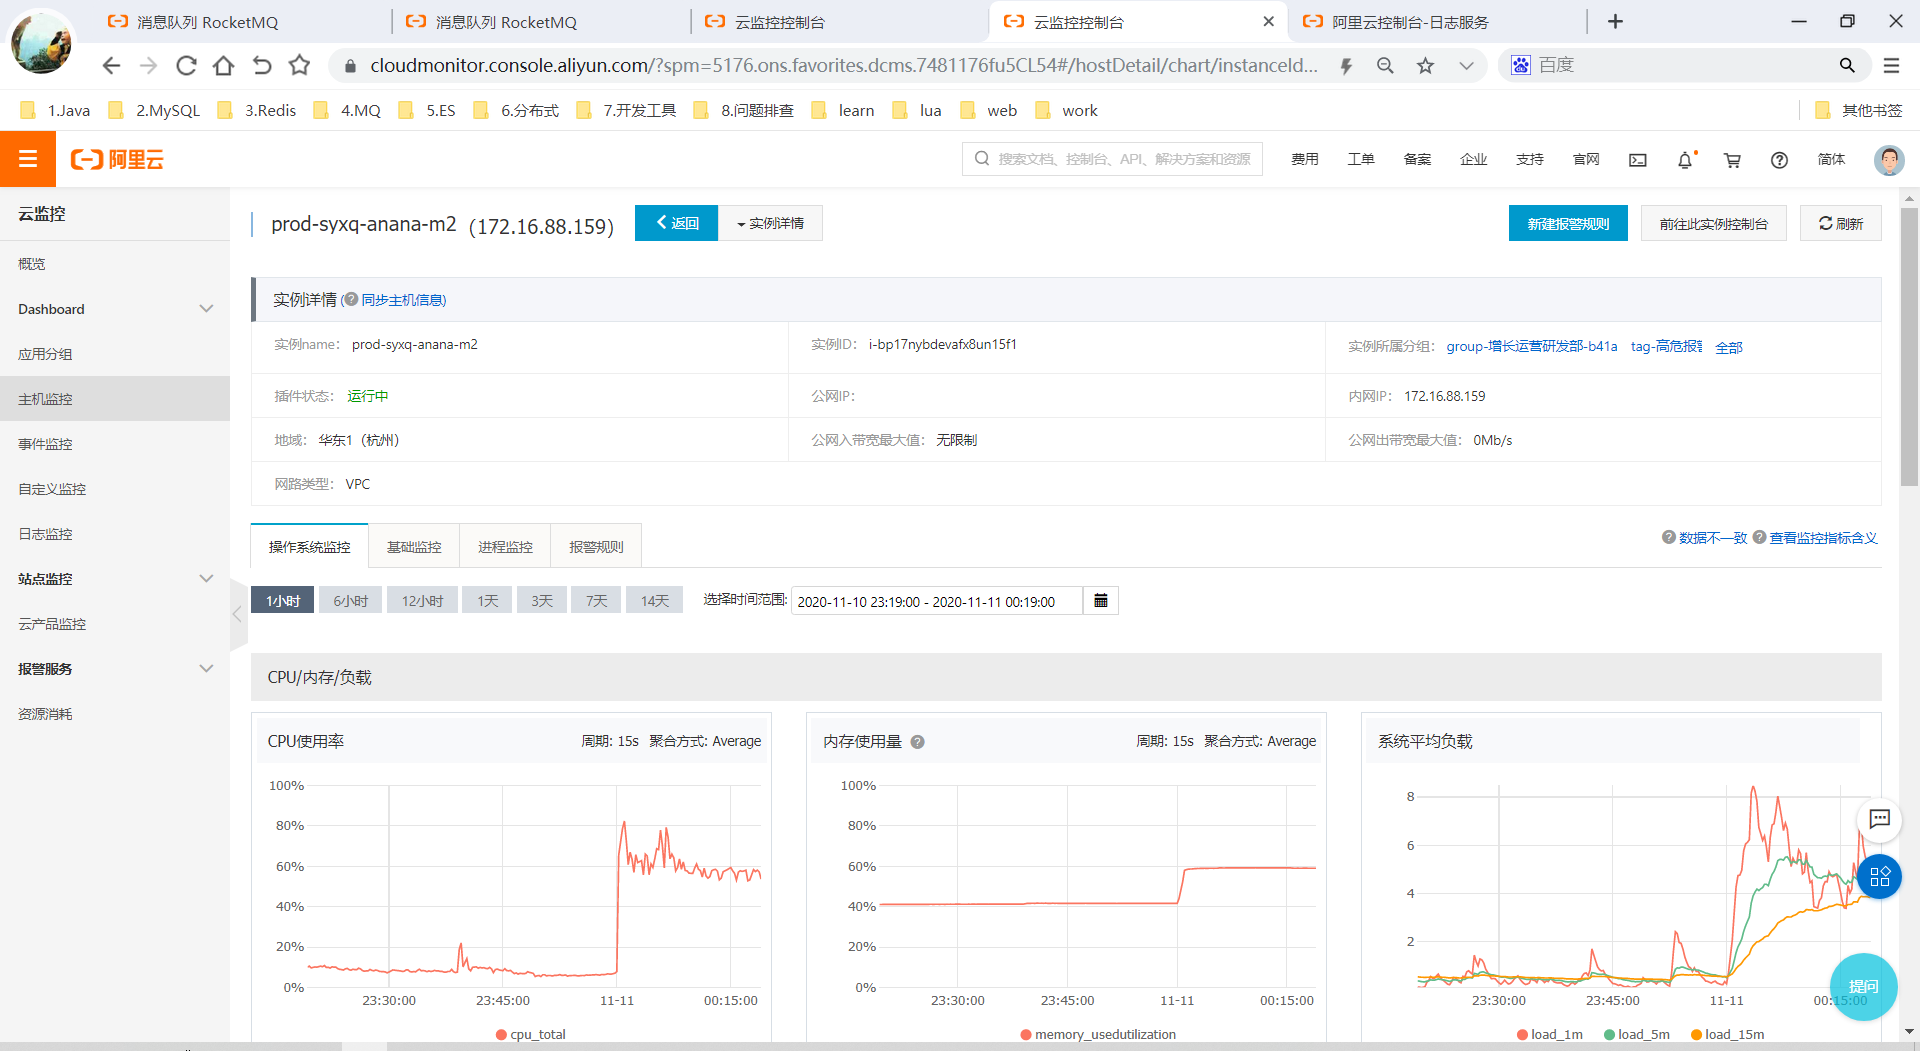 消息队列 RocketMQ
消息队列 RocketMQ
云监控控制台
云监控控制台
阿里云控制台-日志服务
cloudmonitor.console.aliyun.com/?spm=5176.ons.favorites.dcms.7481176fu5CL54#/hostDetail/chart/instanceId...
百度
1.Java
2.MySQL
3.Redis
4.MQ
5.ES
6.分布式
7.开发工具
8.问题排查
learn
lua
web
work
其他书签
阿里云
搜索文档、控制台、API、解决方案和资源
费用
工单
备案
企业
支持
官网
简体
云监控
概览
Dashboard
应用分组
主机监控
事件监控
自定义监控
日志监控
站点监控
云产品监控
报警服务
资源消耗
prod-syxq-anana-m2 (172.16.88.159)
返回
实例详情
新建报警规则
前往此实例控制台
刷新
实例详情 (同步主机信息)
实例name: prod-syxq-anana-m2
实例ID: i-bp17nybdevafx8un15f1
实例所属分组: group-增长运营研发部-b41a tag-高危报警 全部
插件状态: 运行中
公网IP:
内网IP: 172.16.88.159
地域: 华东1 (杭州)
公网入带宽最大值: 无限制
公网出带宽最大值: 0Mb/s
网路类型: VPC
操作系统监控
基础监控
进程监控
报警规则
数据不一致
查看监控指标含义
1小时
6小时
12小时
1天
3天
7天
14天
选择时间范围:
2020-11-10 23:19:00 - 2020-11-11 00:19:00
CPU/内存/负载
CPU使用率
周期: 15s 聚合方式: Average
100%
80%
60%
40%
20%
0%
23:30:00
23:45:00
11-11
00:15:00
cpu_total
内存使用量
周期: 15s 聚合方式: Average
100%
80%
60%
40%
20%
0%
23:30:00
23:45:00
11-11
00:15:00
memory_usedutilization
系统平均负载
8
6
4
2
23:30:00
23:45:00
11-11
00:15:00
load_1m
load_5m
load_15m
提问